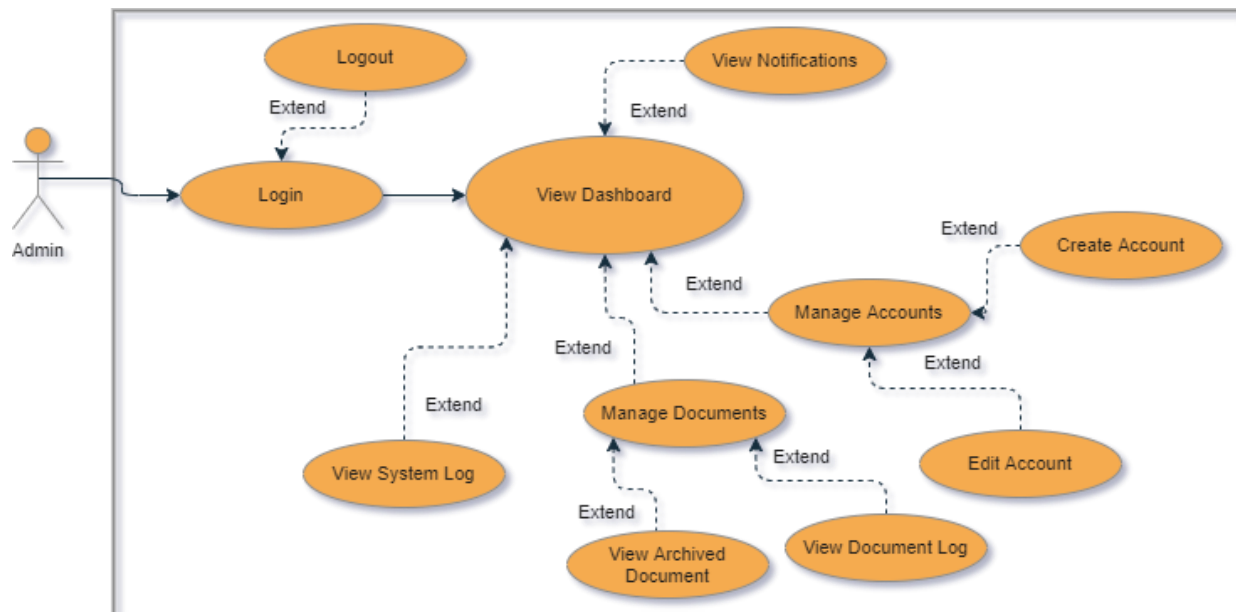 Logout
View Notifications
Extend
Extend
Login
View Dashboard
Admin
Extend
Create Account
Extend
Manage Accounts
Extend
Extend
Extend
Manage Documents
View System Log
Extend
Edit Account
Extend
View Archived
Document
View Document Log